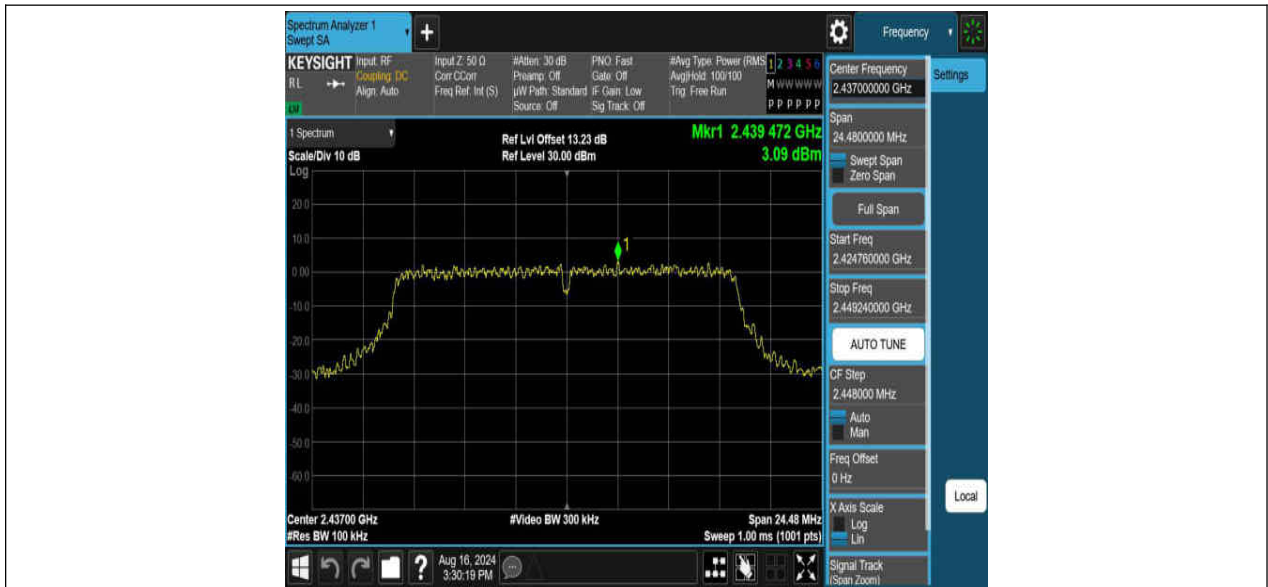 Spectrum Analyzer 1
Swept SA
+
Frequency
KEYSIGHT
RL
Input: RF
Coupling: DC
Align: Auto
Input Z: 50 Ω
Corr CCorr
Freq Ref: Int (S)
#Atten: 30 dB
Preamp: Off
µW Path: Standard
Source: Off
PNO: Fast
Gate: Off
IF Gain: Low
Sig Track: Off
#Avg Type: Power (RMS
Avg|Hold: 100/100
Trig: Free Run
1 2 3 4 5 6
M W W W W W
P P P P P P
1 Spectrum
Scale/Div 10 dB
Log
Ref Lvl Offset 13.23 dB
Ref Level 30.00 dBm
Mkr1 2.439 472 GHz
3.09 dBm
20.0
10.0
0.00
-10.0
-20.0
-30.0
-40.0
-50.0
-60.0
1
Center 2.43700 GHz
#Res BW 100 kHz
#Video BW 300 kHz
Span 24.48 MHz
Sweep 1.00 ms (1001 pts)
?
Aug 16, 2024
3:30:19 PM
Center Frequency
2.437000000 GHz
Settings
Span
24.4800000 MHz
Swept Span
Zero Span
Full Span
Start Freq
2.424760000 GHz
Stop Freq
2.449240000 GHz
AUTO TUNE
CF Step
2.448000 MHz
Auto
Man
Freq Offset
0 Hz
X Axis Scale
Log
Lin
Local
Signal Track
(Span Zoom)